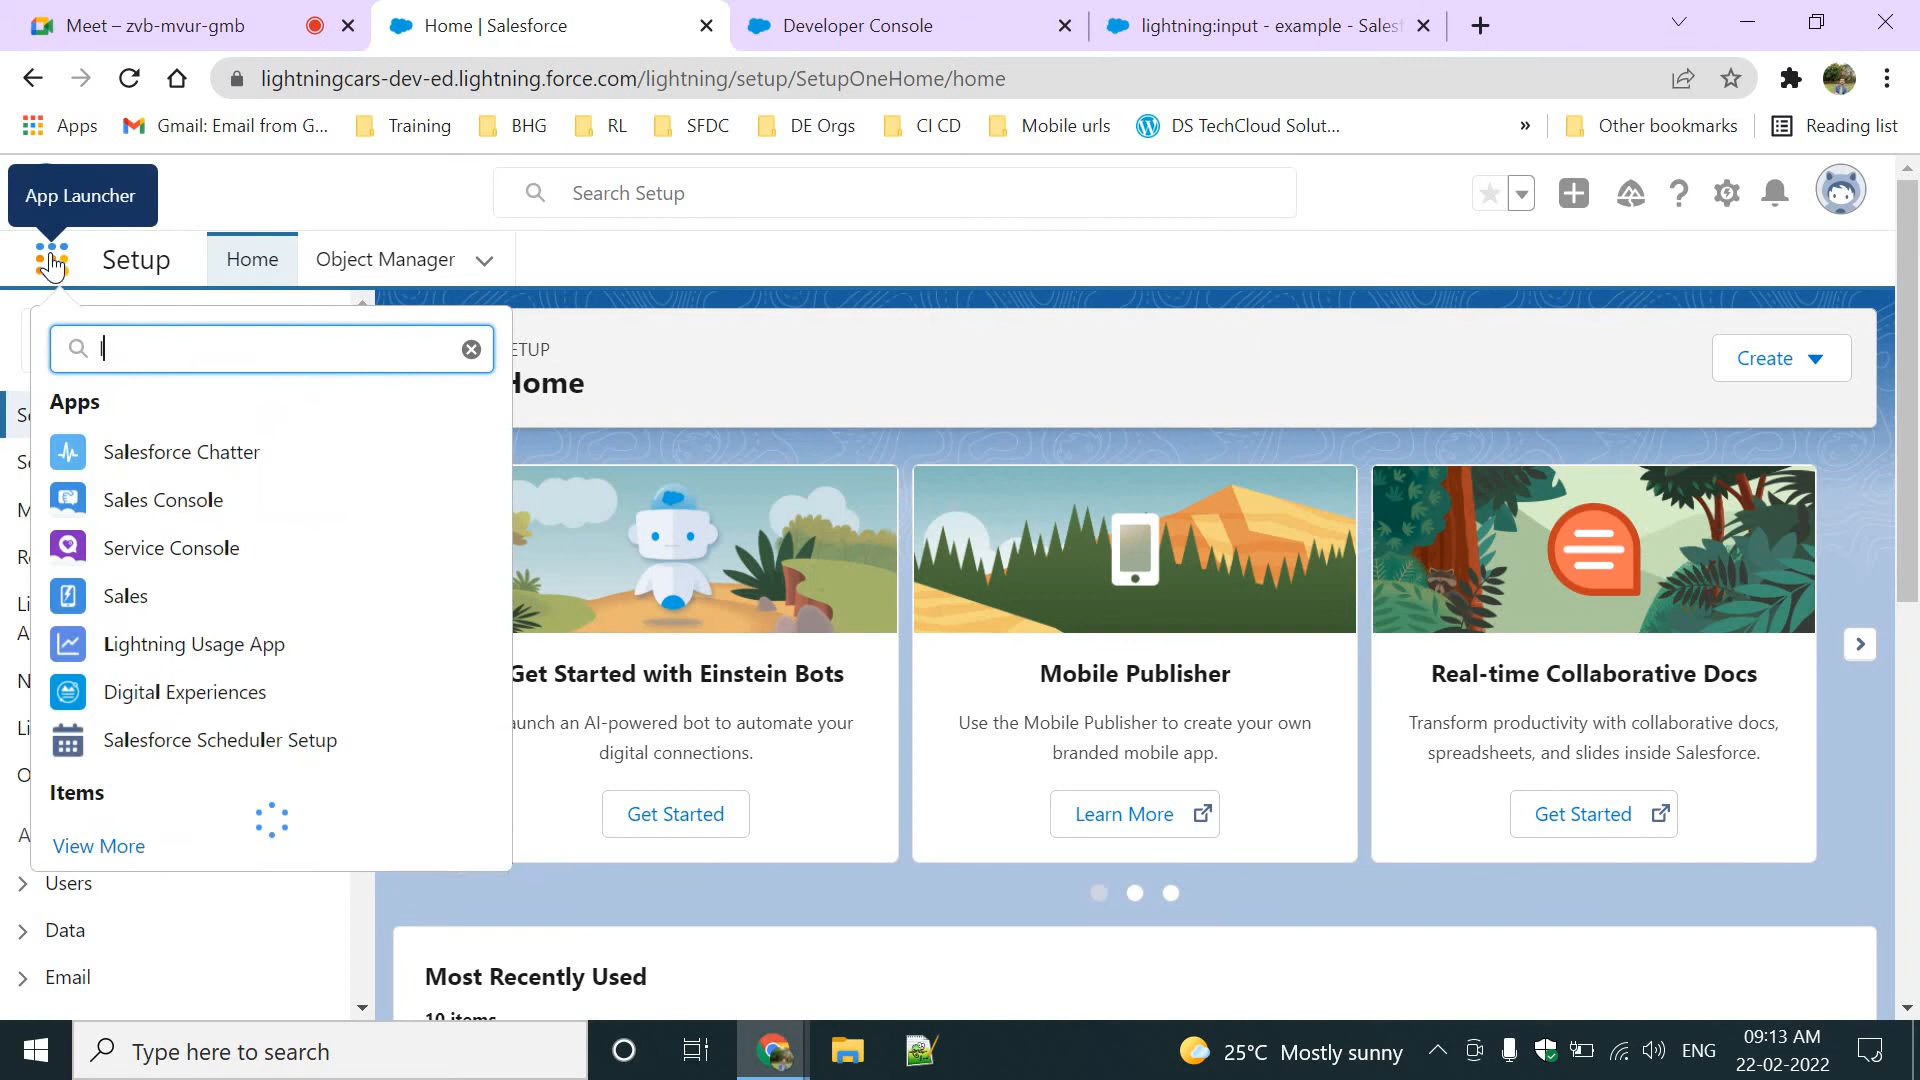 Meet – zvb-mvur-gmb
Home | Salesforce
Developer Console
lightning:input - example - Salesf
lightningcars-dev-ed.lightning.force.com/lightning/setup/SetupOneHome/home
Apps
Gmail: Email from G...
Training
BHG
RL
SFDC
DE Orgs
CI CD
Mobile urls
DS TechCloud Solut...
»
Other bookmarks
Reading list
App Launcher
Search Setup
Setup
Home
Object Manager
l
Apps
Salesforce Chatter
Sales Console
Service Console
Sales
Lightning Usage App
Digital Experiences
Salesforce Scheduler Setup
Items
View More
ETUP
Home
Create
Get Started with Einstein Bots
aunch an AI-powered bot to automate your
digital connections.
Get Started
Mobile Publisher
Use the Mobile Publisher to create your own
branded mobile app.
Learn More
Real-time Collaborative Docs
Transform productivity with collaborative docs,
spreadsheets, and slides inside Salesforce.
Get Started
Users
Data
Email
Most Recently Used
10 items
Type here to search
25°C Mostly sunny
ENG
09:13 AM
22-02-2022